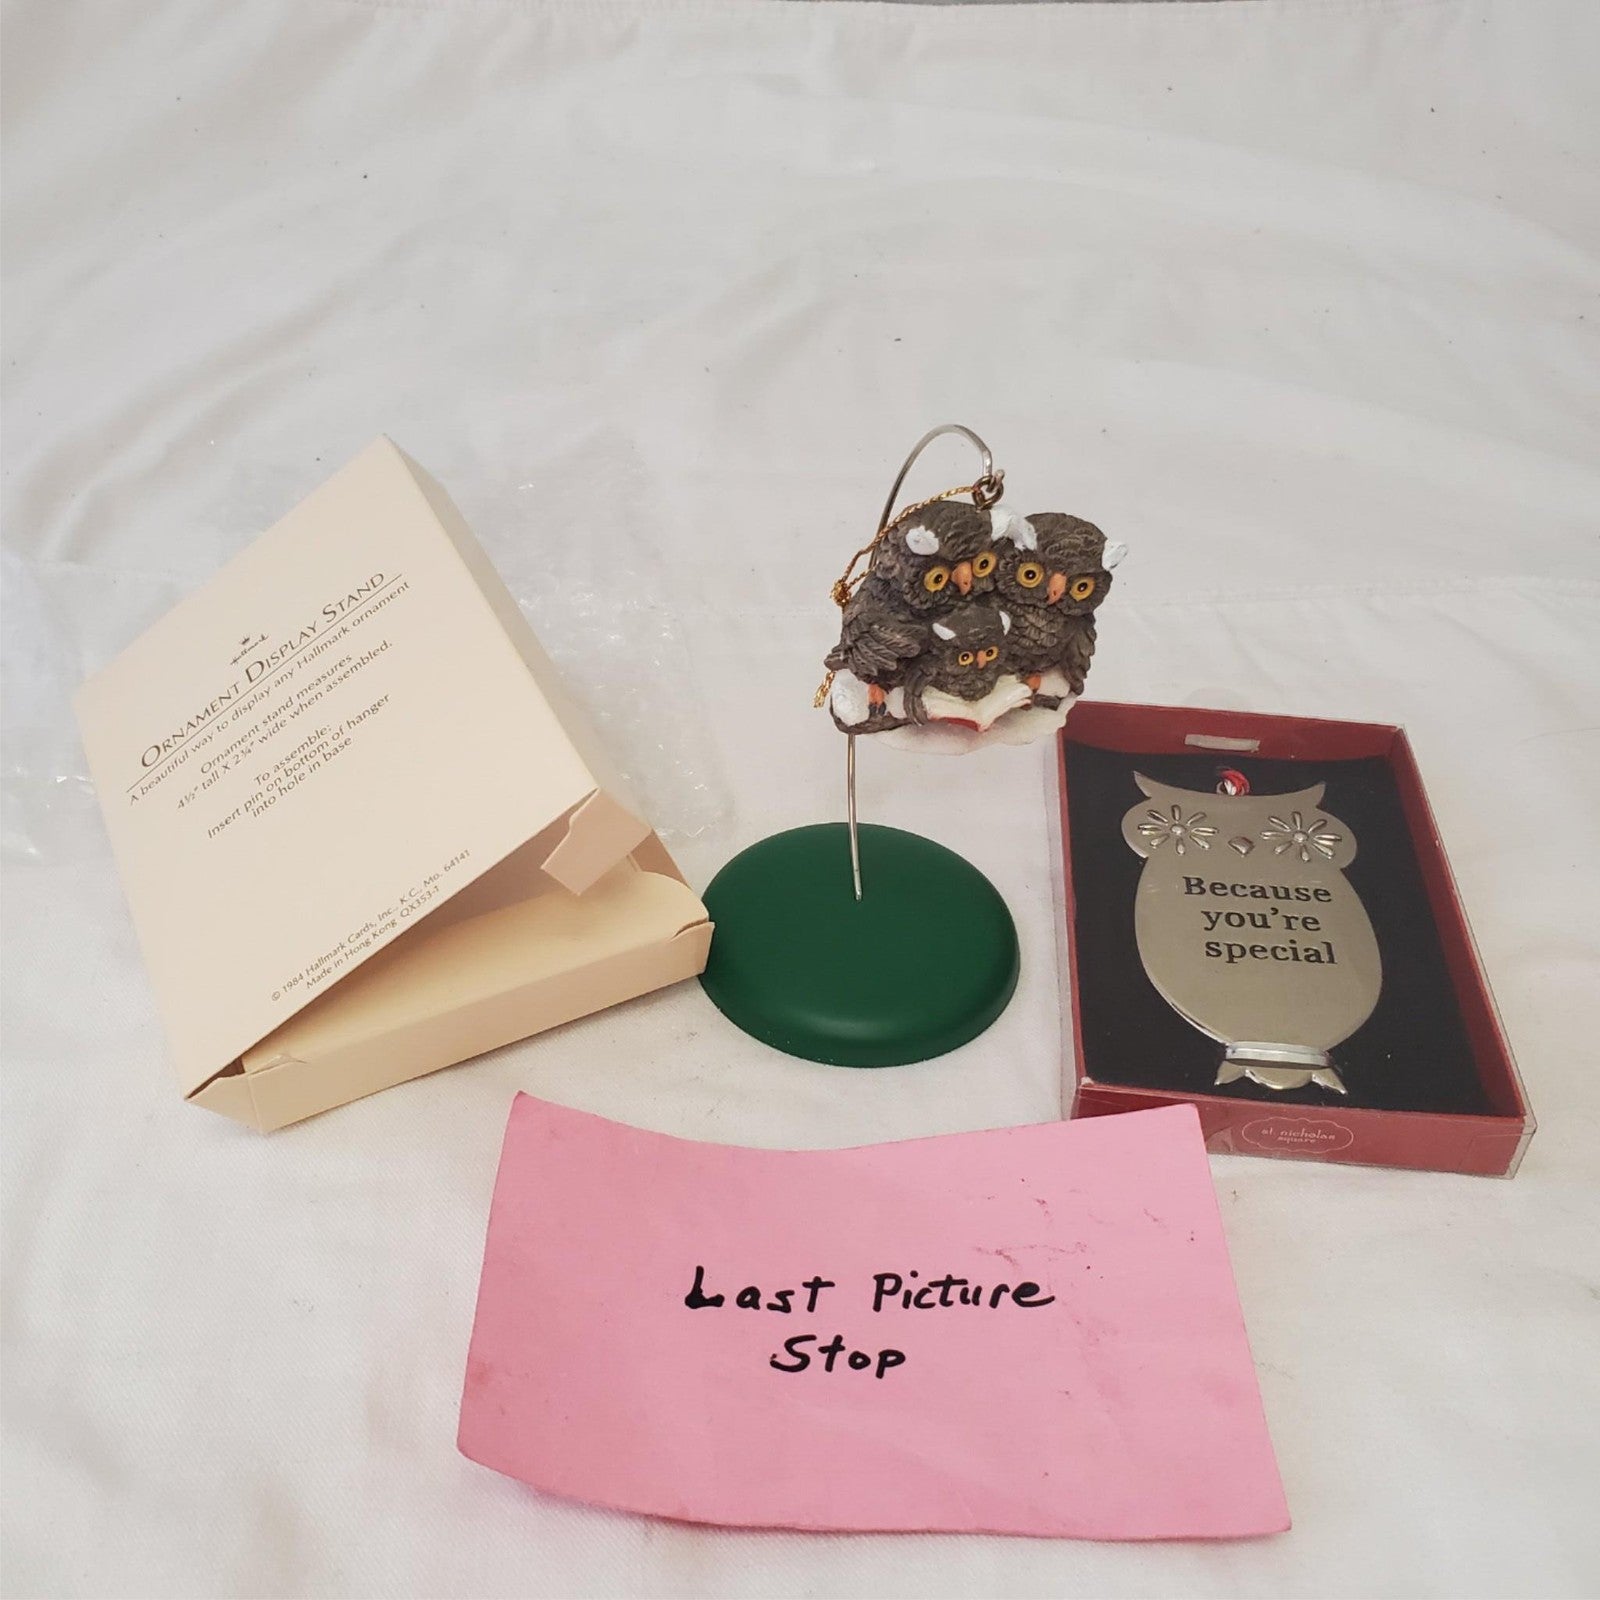 Hallmark
ORNAMENT DISPLAY STAND
A beautiful way to display any Hallmark ornament
Ornament stand measures
4½" tall X 2¾" wide when assembled.
To assemble:
Insert pin on bottom of hanger
into hole in base
© 1984 Hallmark Cards, Inc., K.C., Mo. 64141
Made in Hong Kong QX353-1
Because
you're
special
st. nicholas
square
Last Picture
Stop